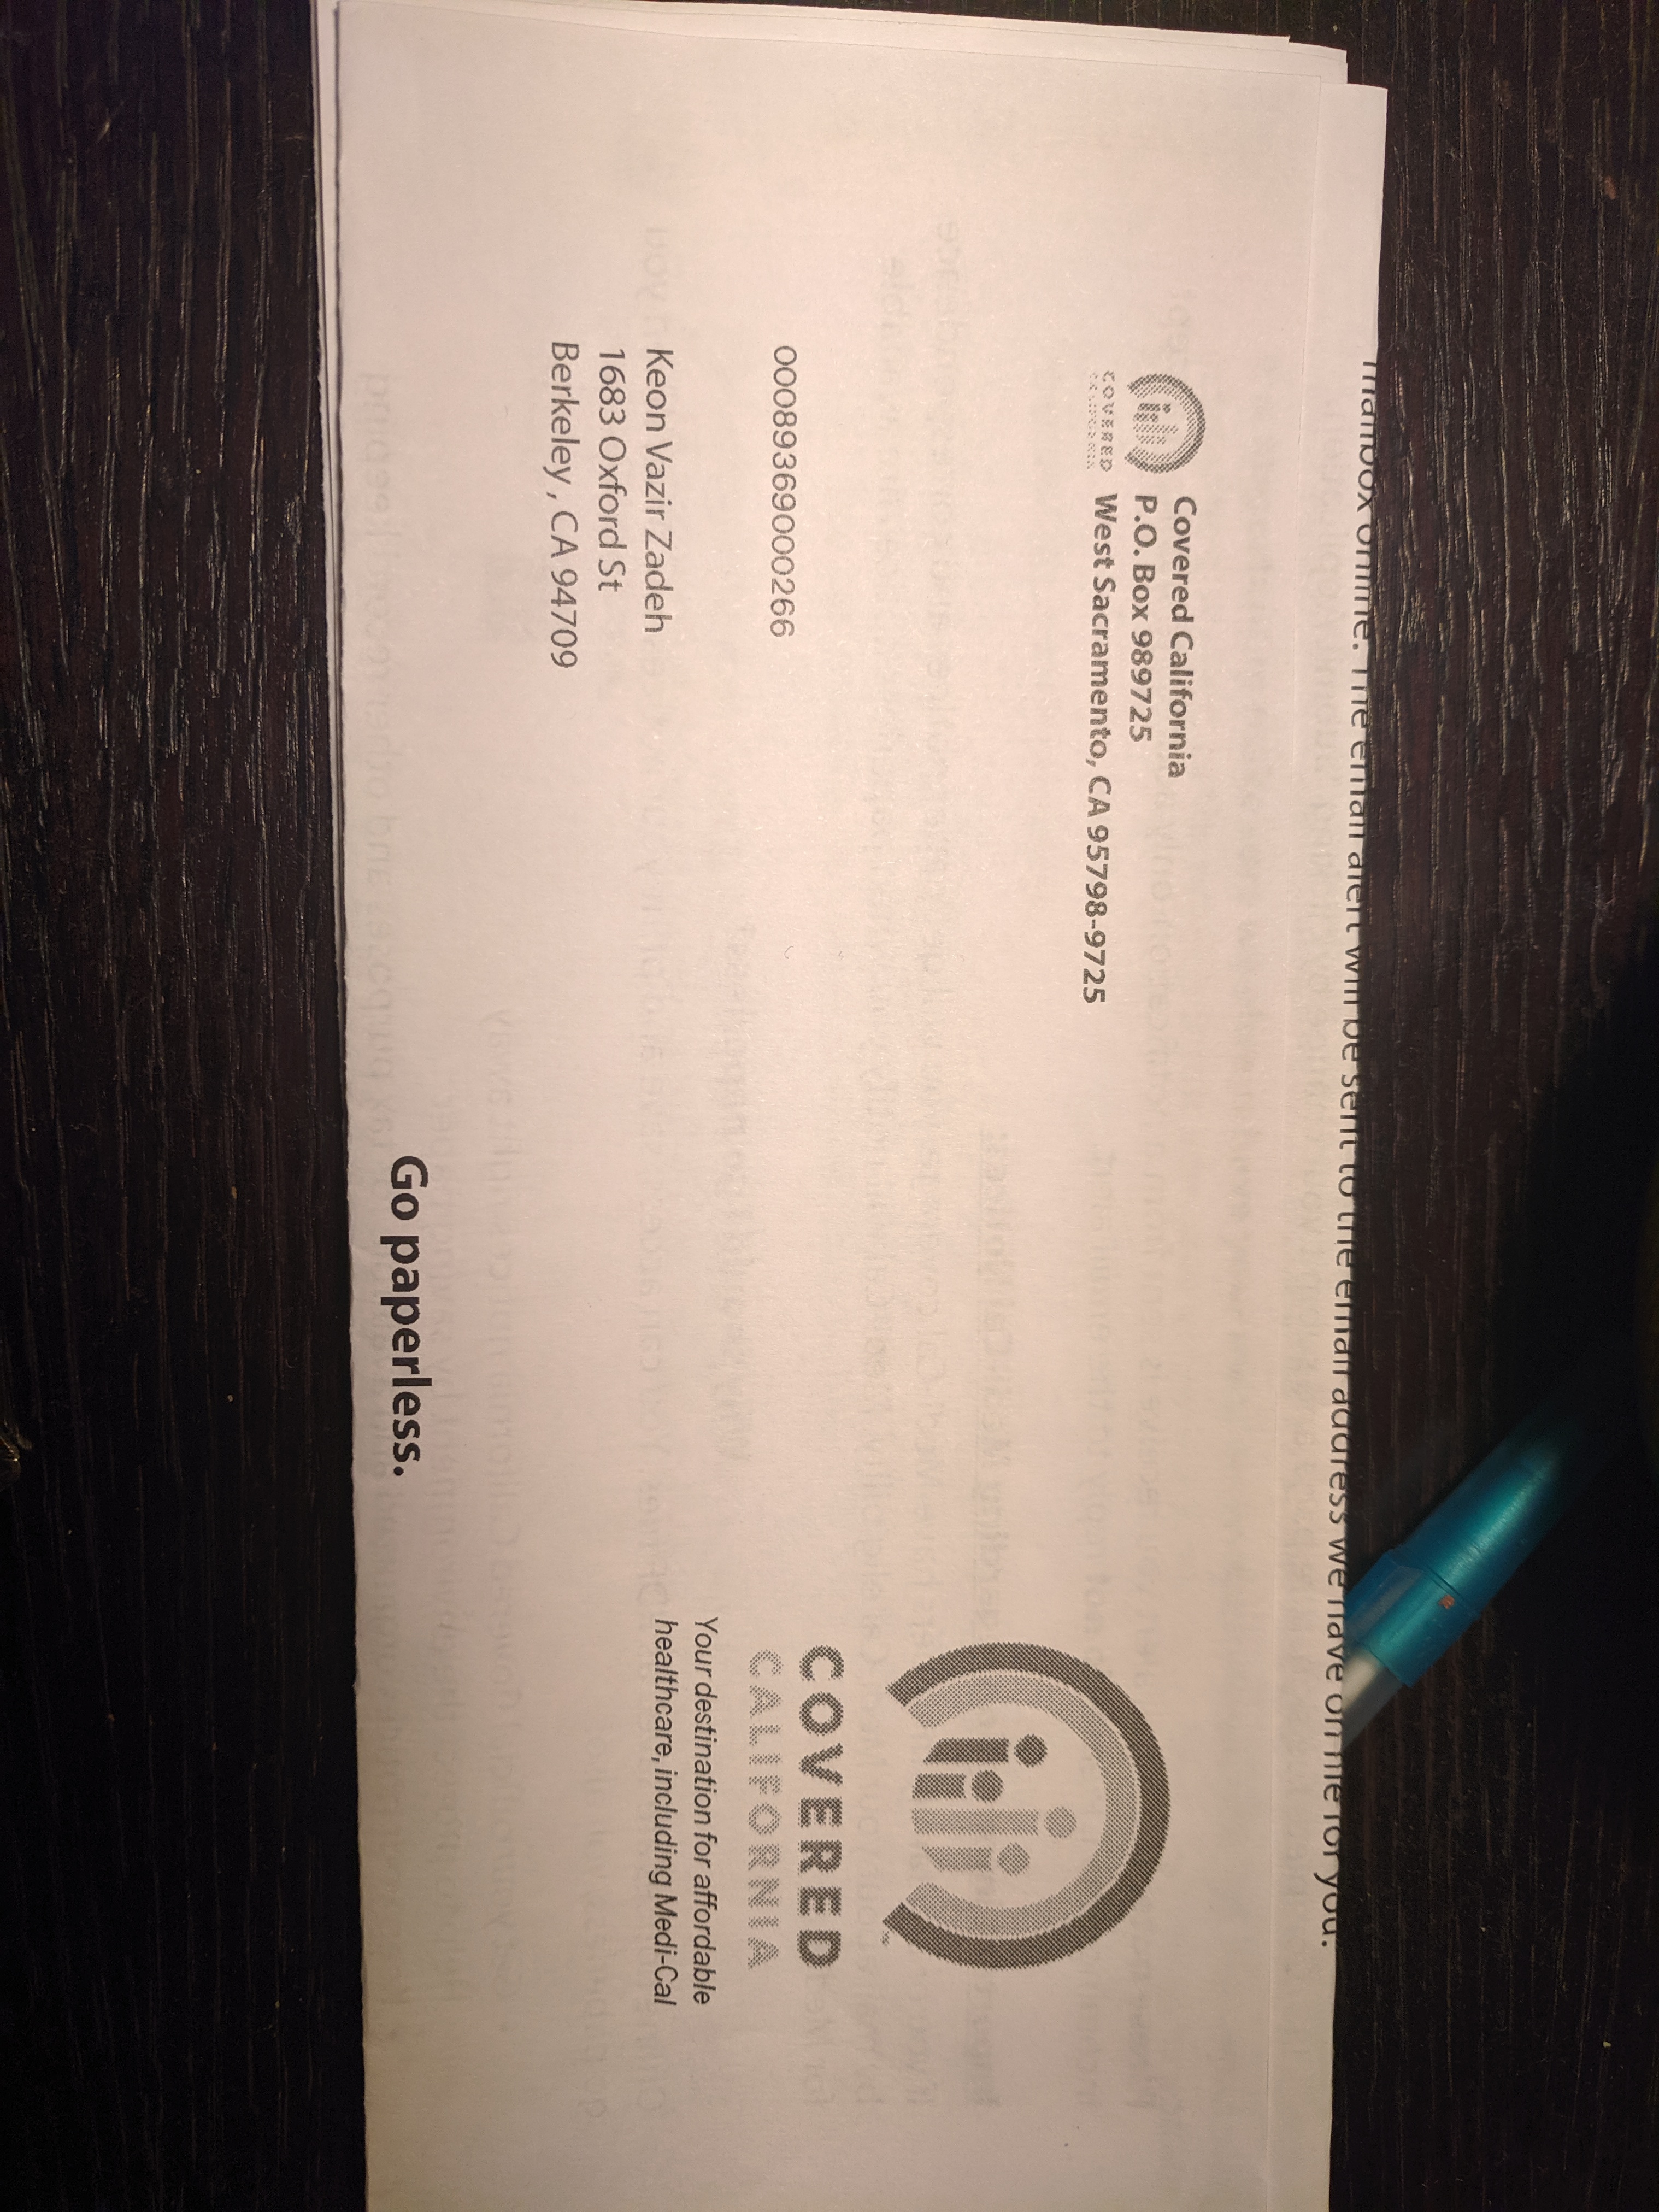 Covered California
P.O. Box 989725
West Sacramento, CA 95798-9725
COVERED
000893690000266
Keon Vazir Zadeh
1683 Oxford St
Berkeley , CA 94709
COVERED
CALIFORNIA
Your destination for affordable
healthcare, including Medi-Cal
Go paperless.
online. The email alert will be sent to the email address we have on file for you.